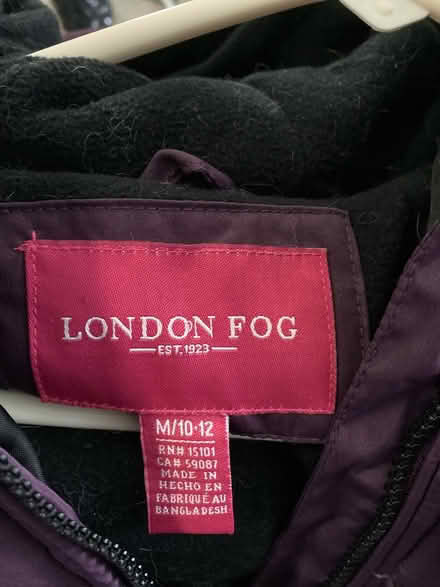 LONDON FOG
EST. 1923
M/10-12
RN# 15101
CA# 59087
MADE IN
HECHO EN
FABRIQUÉ AU
BANGLADESH